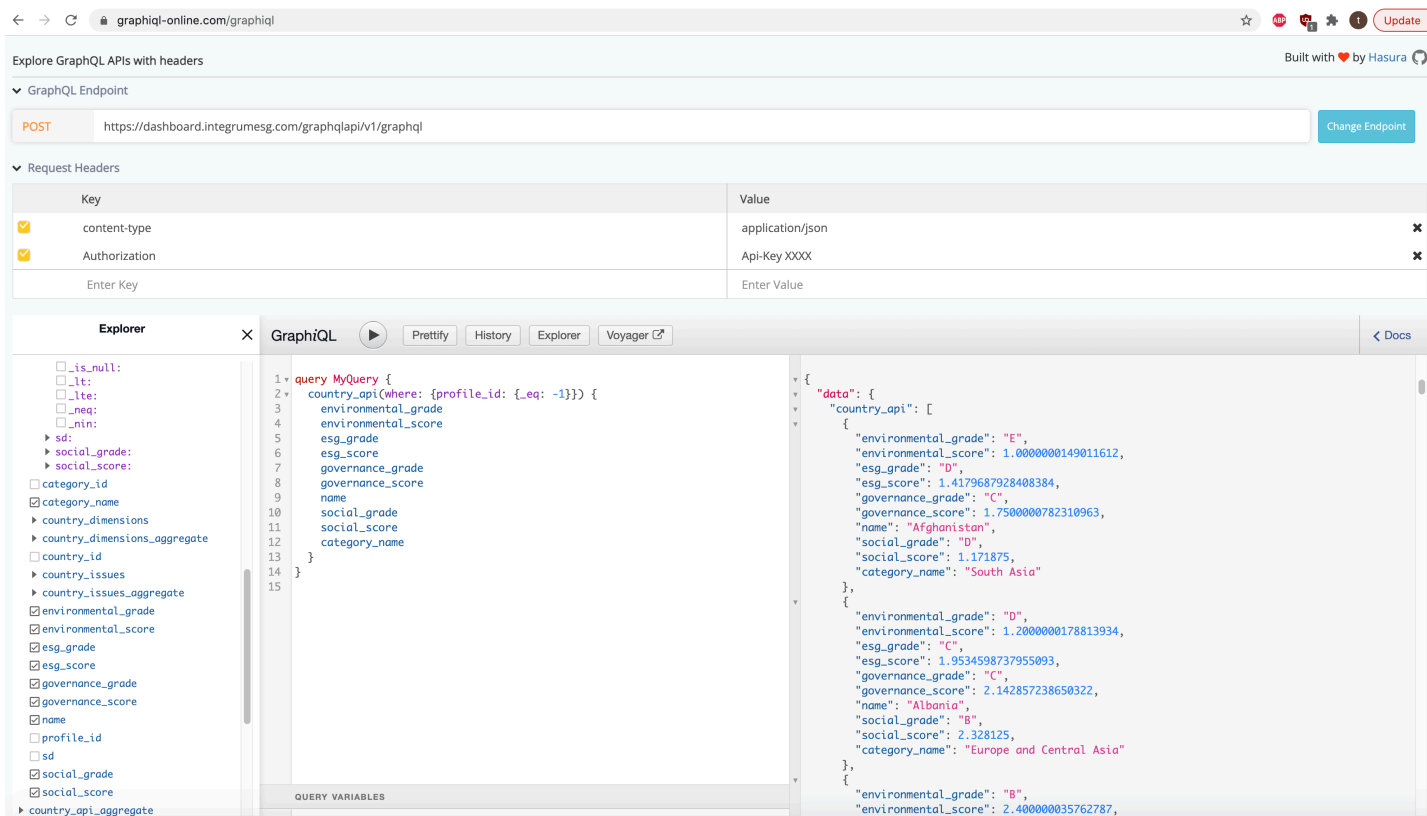 graphiql-online.com/graphiql
ABP
1
t
Update
Explore GraphQL APIs with headers
Built with ❤ by Hasura
GraphQL Endpoint
POST https://dashboard.integrumesg.com/graphqlapi/v1/graphql Change Endpoint
Request Headers
Key Value
content-type application/json
Authorization Api-Key XXXX
Enter Key Enter Value
Explorer
_is_null:
_lt:
_lte:
_neq:
_nin:
sd:
social_grade:
social_score:
category_id
category_name
country_dimensions
country_dimensions_aggregate
country_id
country_issues
country_issues_aggregate
environmental_grade
environmental_score
esg_grade
esg_score
governance_grade
governance_score
name
profile_id
sd
social_grade
social_score
country_api_aggregate
GraphiQL Prettify History Explorer Voyager Docs
1 query MyQuery {
2 country_api(where: {profile_id: {_eq: -1}}) {
3 environmental_grade
4 environmental_score
5 esg_grade
6 esg_score
7 governance_grade
8 governance_score
9 name
10 social_grade
11 social_score
12 category_name
13 }
14 }
15
QUERY VARIABLES
{
"data": {
"country_api": [
{
"environmental_grade": "E",
"environmental_score": 1.0000000149011612,
"esg_grade": "D",
"esg_score": 1.4179687928408384,
"governance_grade": "C",
"governance_score": 1.7500000782310963,
"name": "Afghanistan",
"social_grade": "D",
"social_score": 1.171875,
"category_name": "South Asia"
},
{
"environmental_grade": "D",
"environmental_score": 1.2000000178813934,
"esg_grade": "C",
"esg_score": 1.9534598737955093,
"governance_grade": "C",
"governance_score": 2.142857238650322,
"name": "Albania",
"social_grade": "B",
"social_score": 2.328125,
"category_name": "Europe and Central Asia"
},
{
"environmental_grade": "B",
"environmental_score": 2.400000035762787,